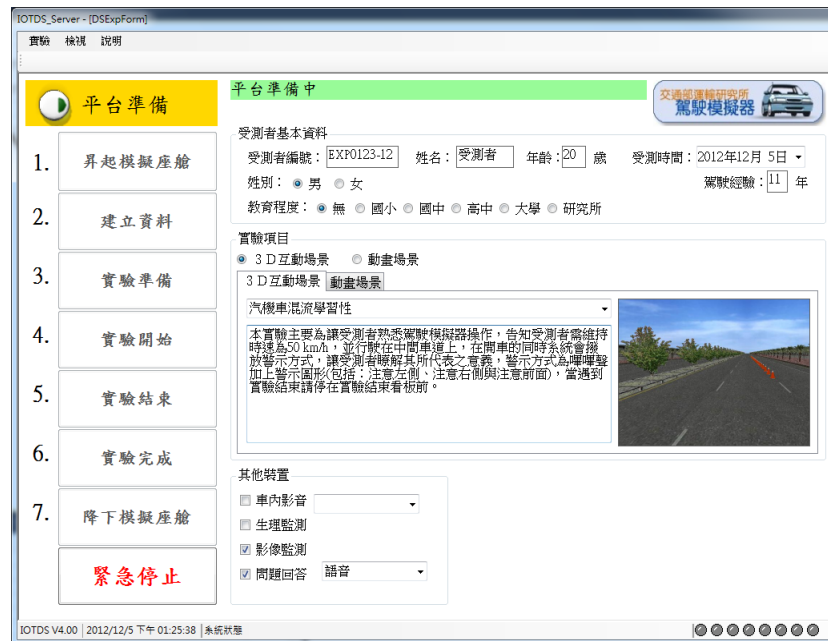 IOTDS_Server - [DSExpForm]
實驗 檢視 說明
平台準備
平台準備中
交通部運輸研究所
駕駛模擬器
受測者基本資料
受測者編號：EXP0123-12 姓名：受測者 年齡：20 歲 受測時間：2012年12月 5日
姓別： 男 女 駕駛經驗：11 年
教育程度： 無 國小 國中 高中 大學 研究所
1. 昇起模擬座艙
2. 建立資料
3. 實驗準備
4. 實驗開始
5. 實驗結束
6. 實驗完成
7. 降下模擬座艙
緊急停止
實驗項目
３Ｄ互動場景 動畫場景
３Ｄ互動場景 動畫場景
汽機車混流學習性
本實驗主要為讓受測者熟悉駕駛模擬器操作，告知受測者需維持
時速為50 km/h，並行駛在中間車道上，在開車的同時系統會撥
放警示方式，讓受測者瞭解其所代表之意義，警示方式為嗶嗶聲
加上警示圖形(包括：注意左側、注意右側與注意前面)，當遇到
實驗結束請停在實驗結束看板前。
其他裝置
車內影音
生理監測
影像監測
問題回答 語音
IOTDS V4.00 2012/12/5 下午 01:25:38 系統狀態